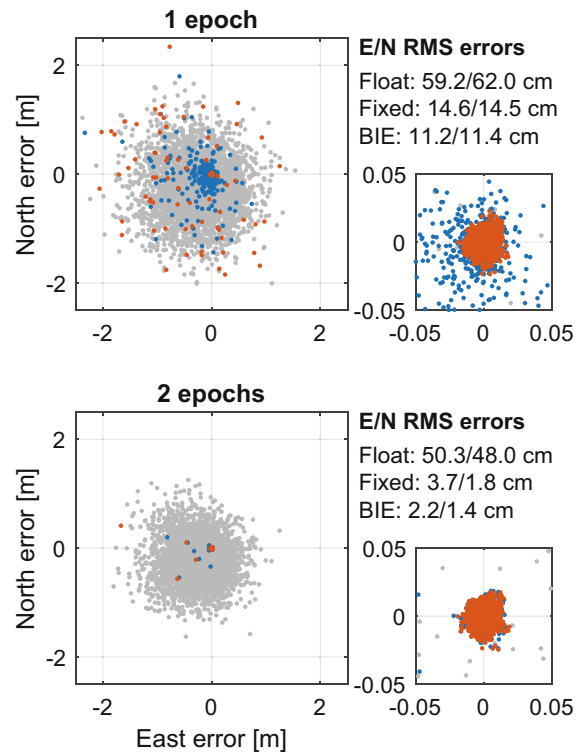 1 epoch
North error [m]
2
0
-2
-2
0
2
E/N RMS errors
Float: 59.2/62.0 cm
Fixed: 14.6/14.5 cm
BIE: 11.2/11.4 cm
0.05
0
-0.05
-0.05
0
0.05
2 epochs
North error [m]
2
0
-2
-2
0
2
East error [m]
E/N RMS errors
Float: 50.3/48.0 cm
Fixed: 3.7/1.8 cm
BIE: 2.2/1.4 cm
0.05
0
-0.05
-0.05
0
0.05